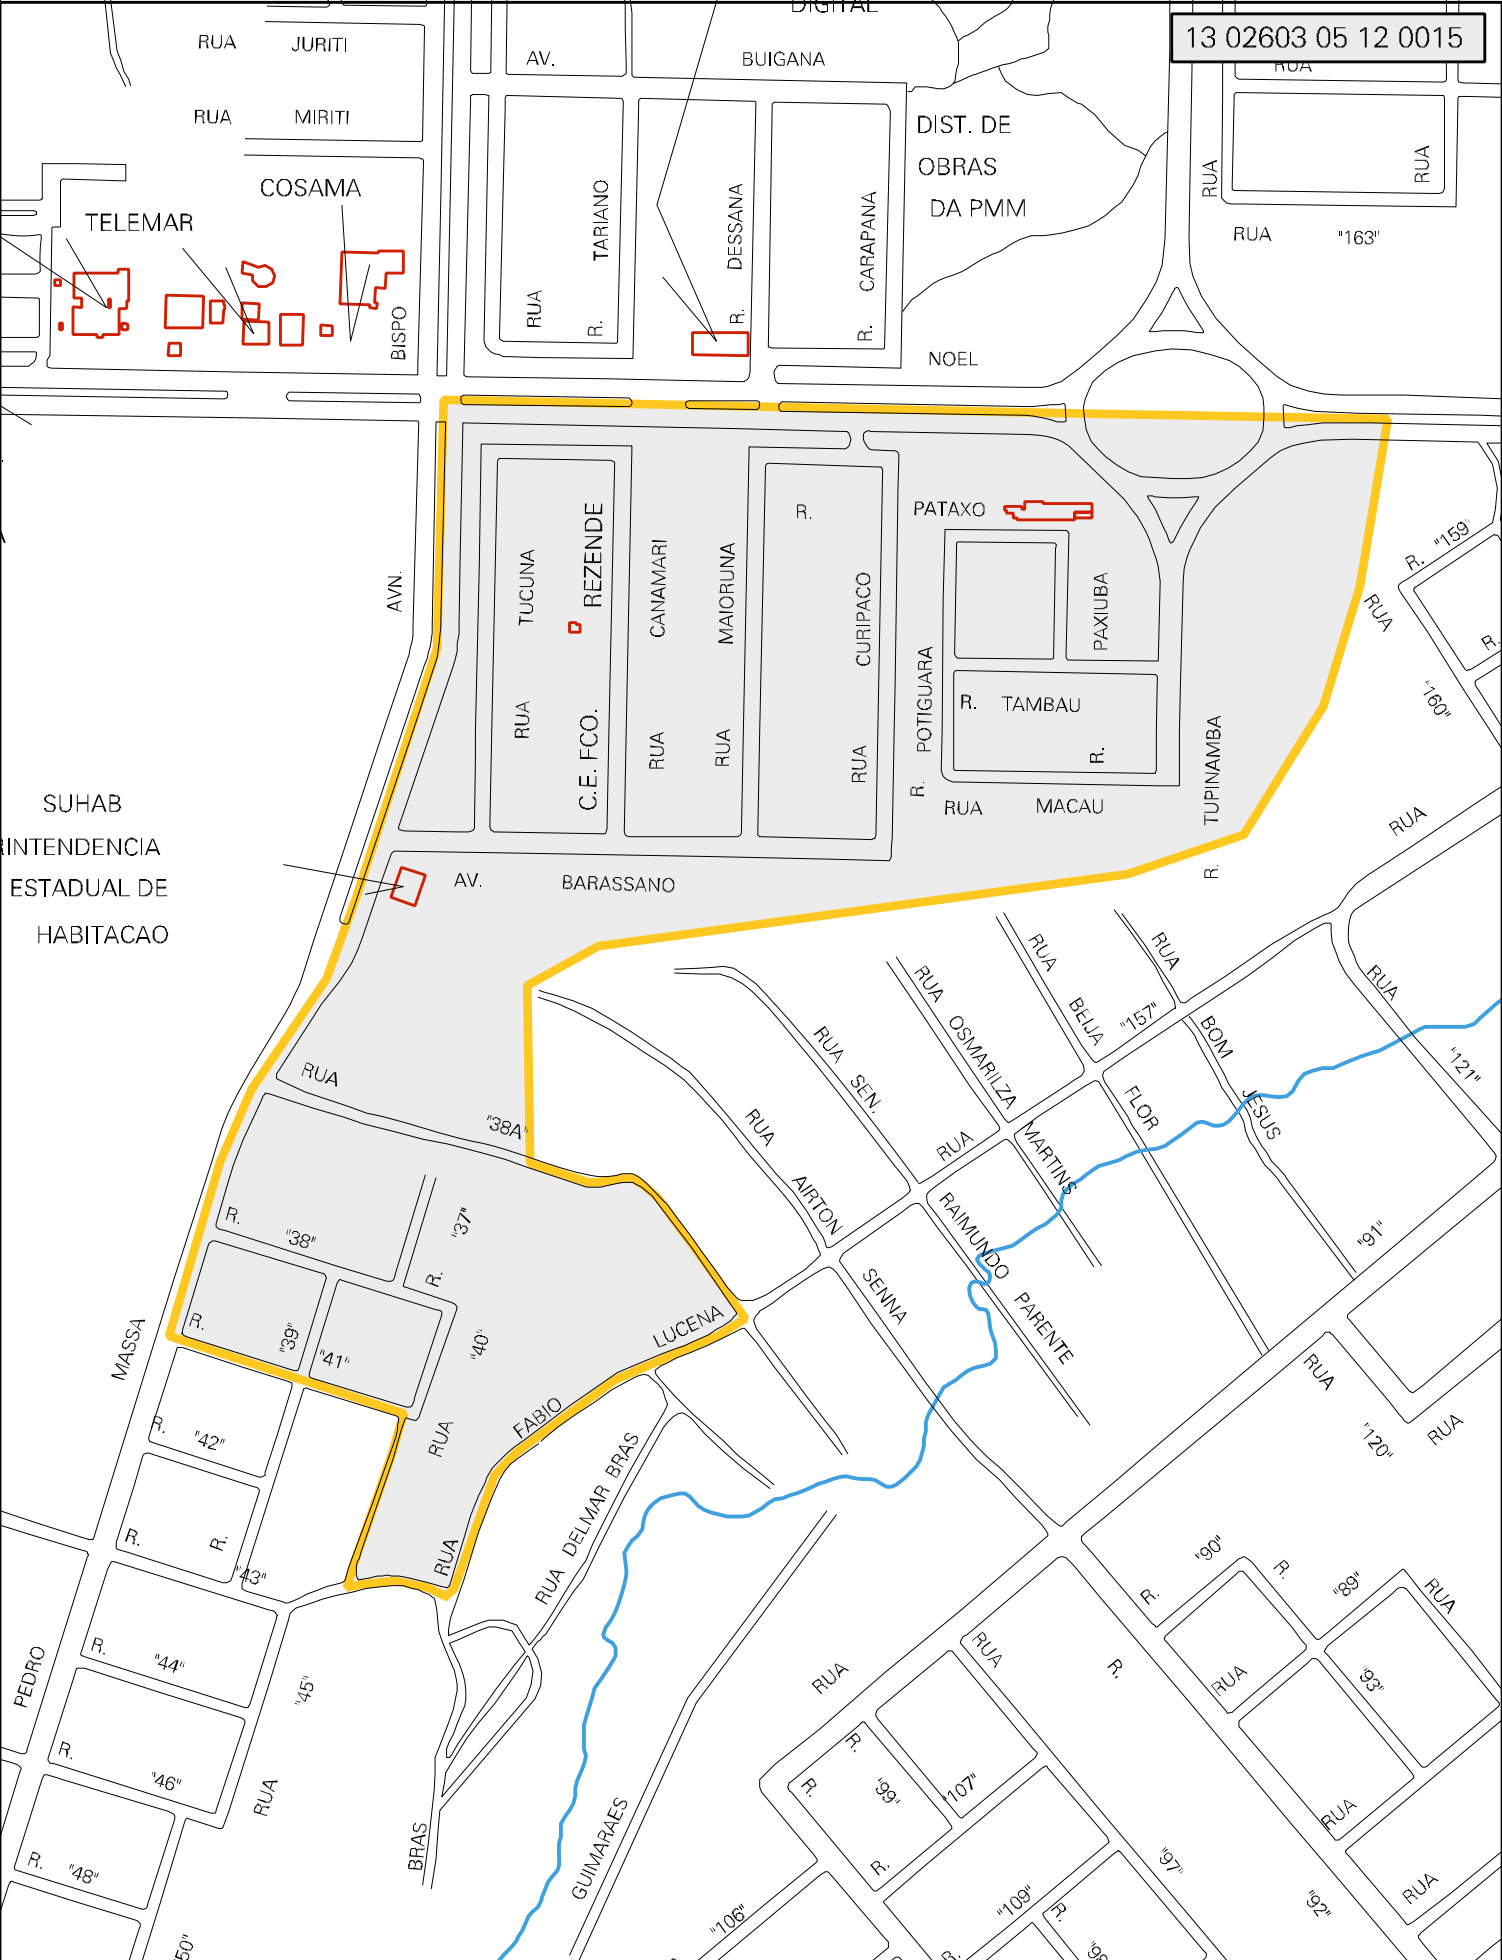 DIGITAL
13 02603 05 12 0015
RUA JURITI
AV. BUIGANA
RUA
RUA MIRITI
DIST. DE
OBRAS
DA PMM
COSAMA
TELEMAR
RUA
RUA
RUA "163"
TARIANO
RUA
R.
DESSANA
R.
CARAPANA
R.
BISPO
NOEL
AVN.
TUCUNA
RUA
REZENDE
C.E. FCO.
CANAMARI
RUA
MAIORUNA
RUA
R. PATAXO
CURIPACO
RUA
POTIGUARA
R.
PAXIUBA
R.
R. TAMBAU
RUA MACAU
TUPINAMBA
R.
R. "159"
RUA
R.
"160"
RUA
SUHAB
RINTENDENCIA
ESTADUAL DE
HABITACAO
AV. BARASSANO
RUA "38A"
RUA SEN.
RUA OSMARILZA
RUA BEIJA
RUA
"157"
BOM
JESUS
RUA
"121"
RUA
AIRTON
RUA
MARTINS
FLOR
RAIMUNDO
PARENTE
SENNA
"91"
R. "38"
"37"
R.
R.
"39"
"41"
"40"
RUA
LUCENA
FABIO
RUA
MASSA
R. "42"
R.
R.
"43"
RUA DELMAR BRAS
RUA
"120"
RUA
PEDRO
R. "44"
"45"
RUA
R. "46"
R. "48"
50"
BRAS
GUIMARAES
RUA
RUA
R.
"90"
R.
R.
"89"
RUA
RUA
"93"
R.
R.
"99"
"107"
RUA
R.
"97"
"92"
RUA
"106"
"109"
R.
R.
"98